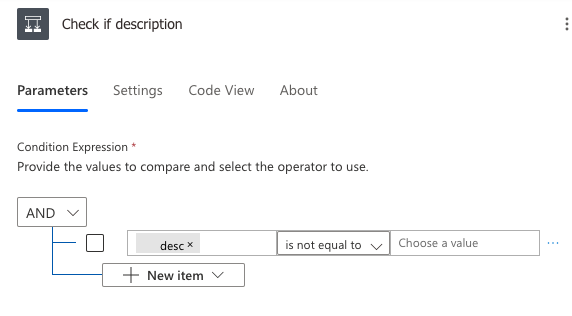 Check if description
Parameters Settings Code View About
Condition Expression *
Provide the values to compare and select the operator to use.
AND
desc × is not equal to Choose a value ...
New item